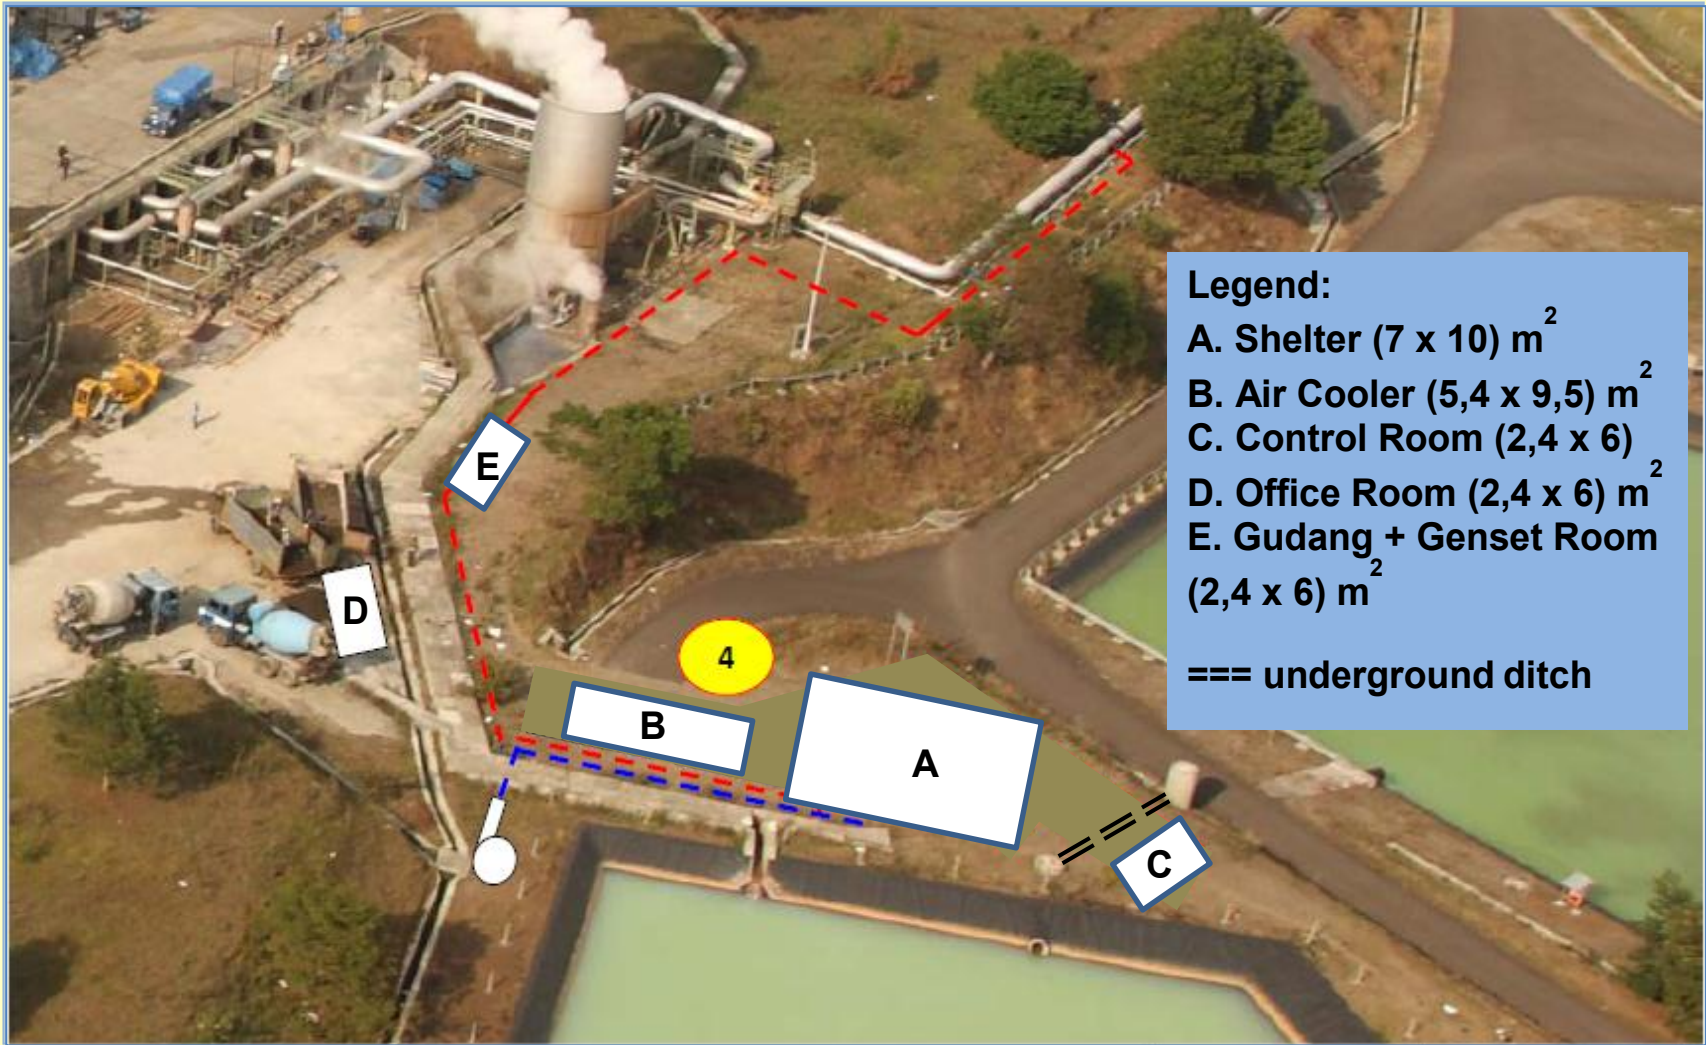 Legend:
A. Shelter (7 x 10) m²
B. Air Cooler (5,4 x 9,5) m²
C. Control Room (2,4 x 6)
D. Office Room (2,4 x 6) m²
E. Gudang + Genset Room
(2,4 x 6) m²
=== underground ditch
E
D
4
B
A
C